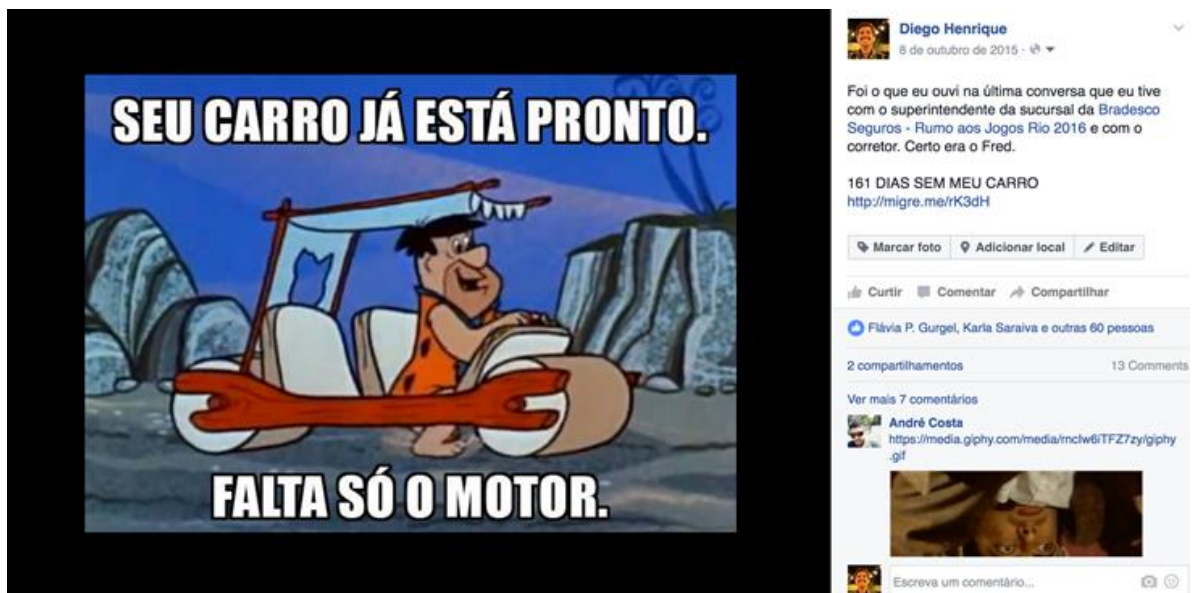 SEU CARRO JÁ ESTÁ PRONTO.
FALTA SÓ O MOTOR.
Diego Henrique
8 de outubro de 2015 ·
Foi o que eu ouvi na última conversa que eu tive
com o superintendente da sucursal da Bradesco
Seguros - Rumo aos Jogos Rio 2016 e com o
corretor. Certo era o Fred.
161 DIAS SEM MEU CARRO
http://migre.me/rK3dH
Marcar foto Adicionar local Editar
Curtir Comentar Compartilhar
Flávia P. Gurgel, Karla Saraiva e outras 60 pessoas
2 compartilhamentos 13 Comments
Ver mais 7 comentários
André Costa
https://media.giphy.com/media/rnclw6iTFZ7zy/giphy
.gif
Escreva um comentário...